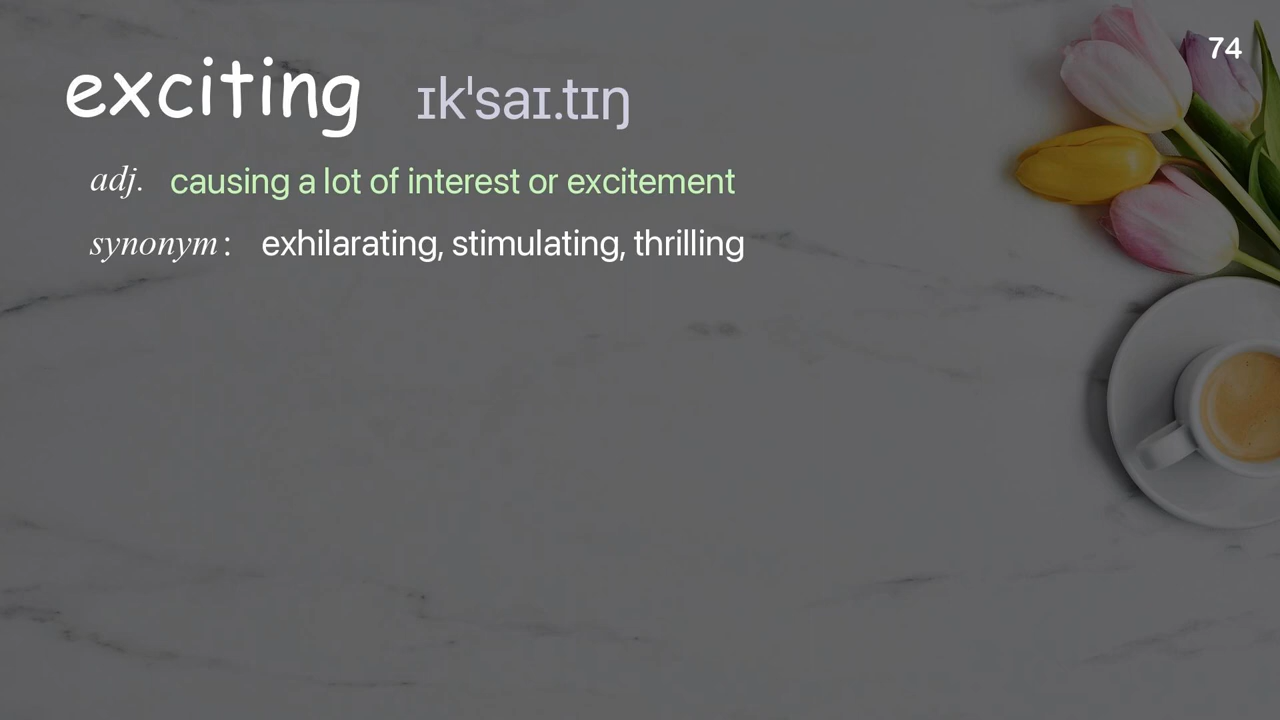 74
exciting ɪkˈsaɪ.tɪŋ
adj. causing a lot of interest or excitement
synonym : exhilarating, stimulating, thrilling